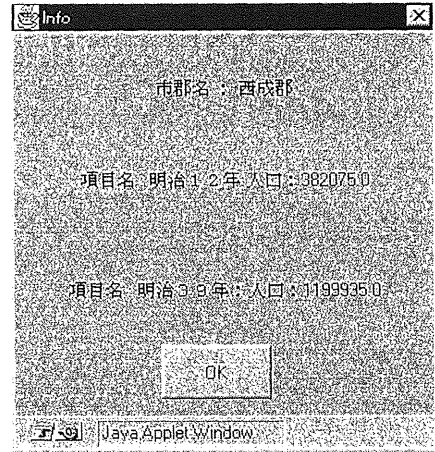 Info
市郡名 : 西成郡
項目名 明治12年 人口 : 382075.0
項目名 明治39年 : 人口 : 1199935.0
OK
Java Applet Window